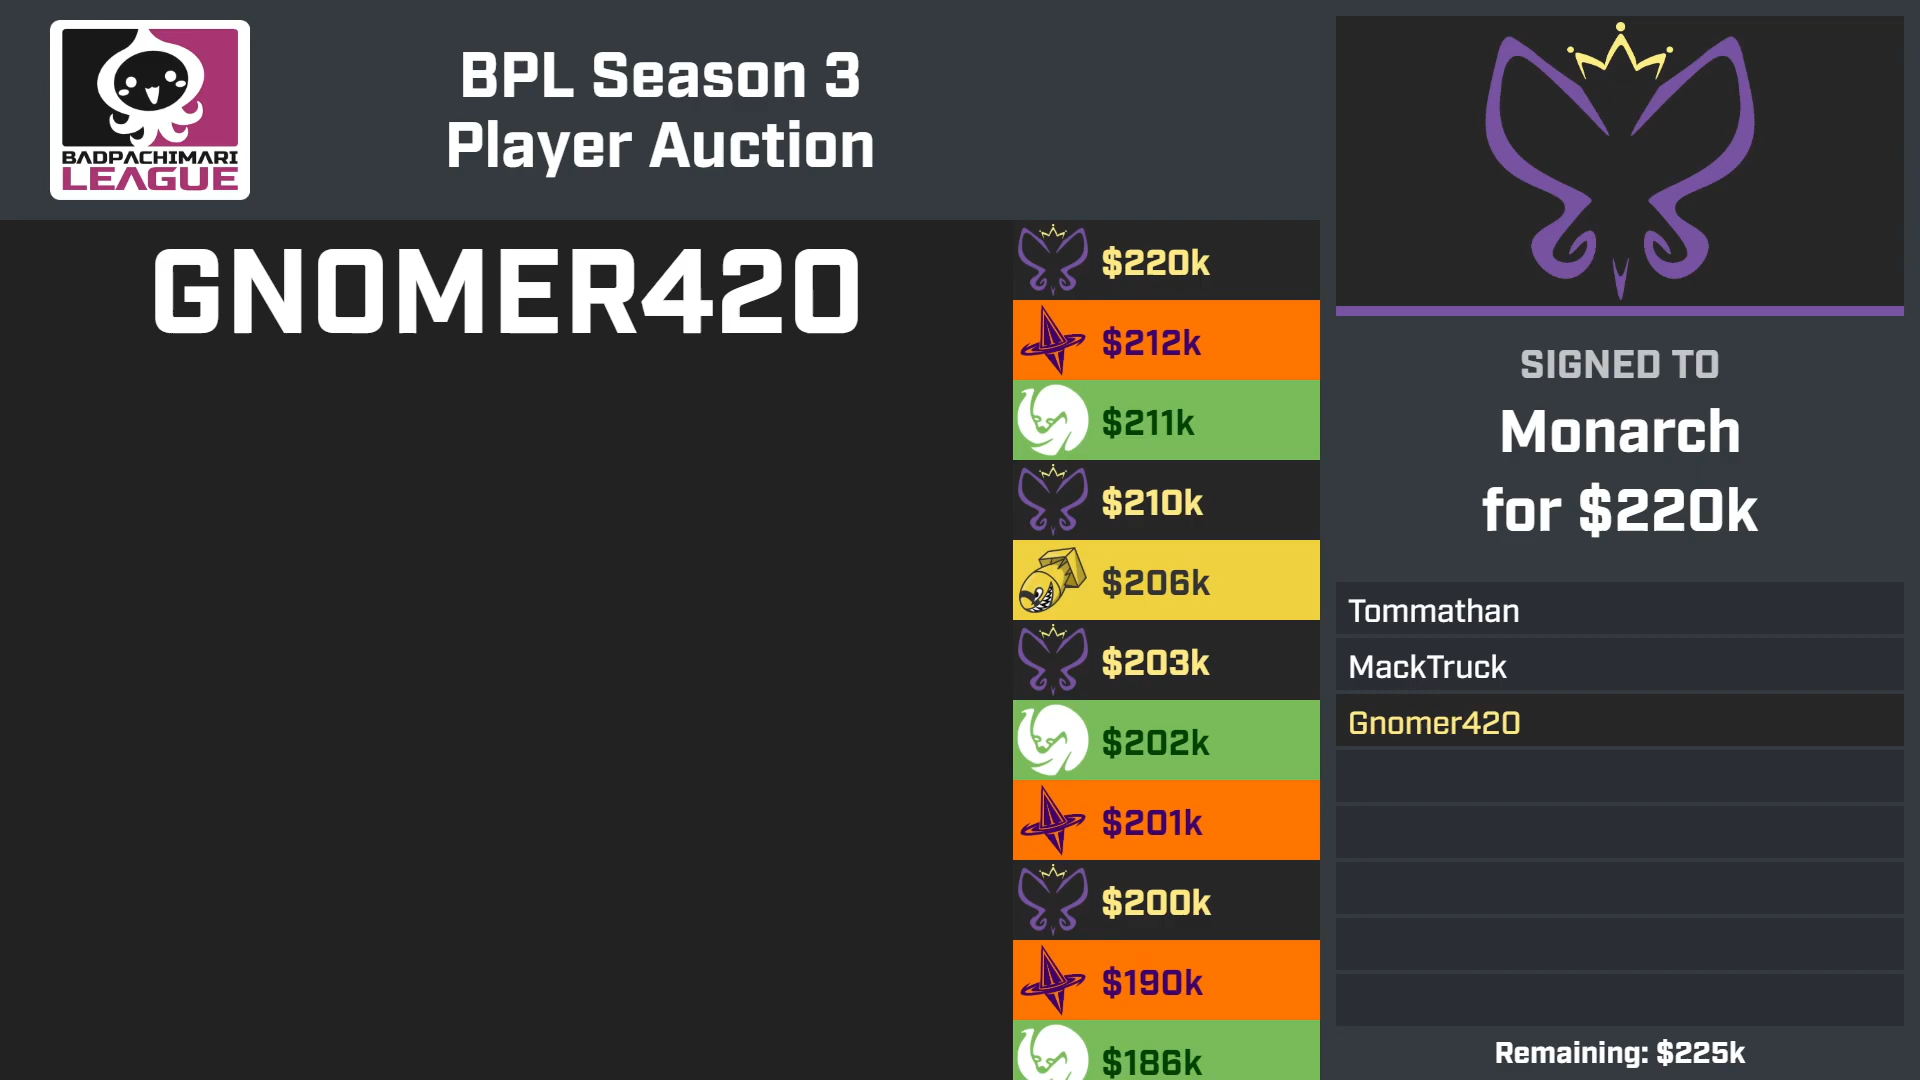 BADPACHIMARI
LEAGUE
BPL Season 3
Player Auction
GNOMER420
$220k
$212k
$211k
$210k
$206k
$203k
$202k
$201k
$200k
$190k
$186k
SIGNED TO
Monarch
for $220k
Tommathan
MackTruck
Gnomer420
Remaining: $225k